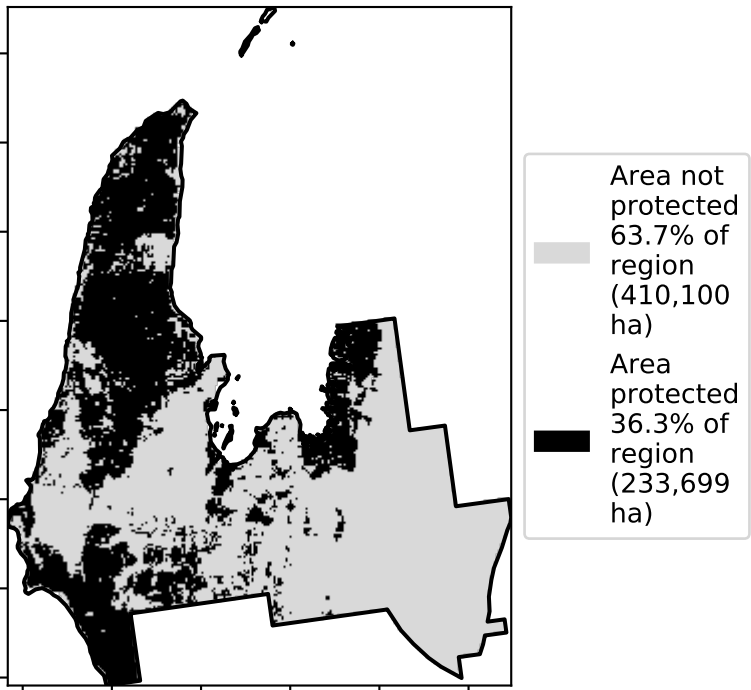 Area not
protected
63.7% of
region
(410,100
ha)
Area
protected
36.3% of
region
(233,699
ha)